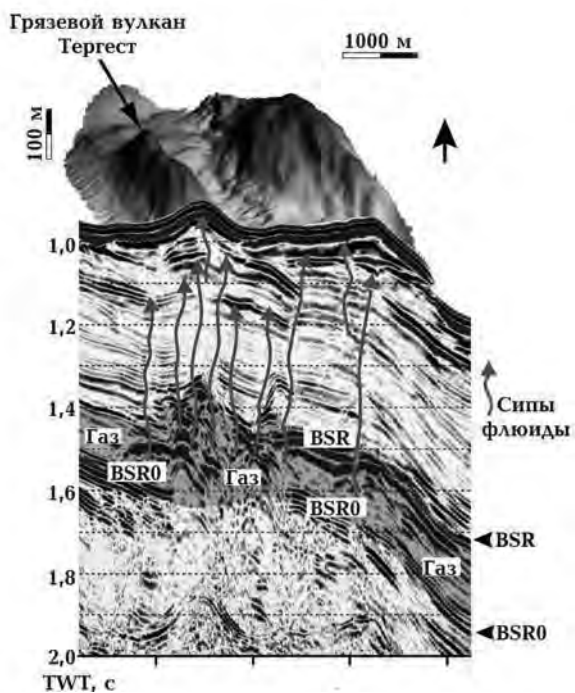 Грязевой вулкан
Тергест
1000 м
100 м
1,0
1,2
1,4
1,6
1,8
2,0
TWT, с
Газ
BSR0
Газ
BSR
BSR0
Газ
Сипы
флюиды
BSR
BSR0